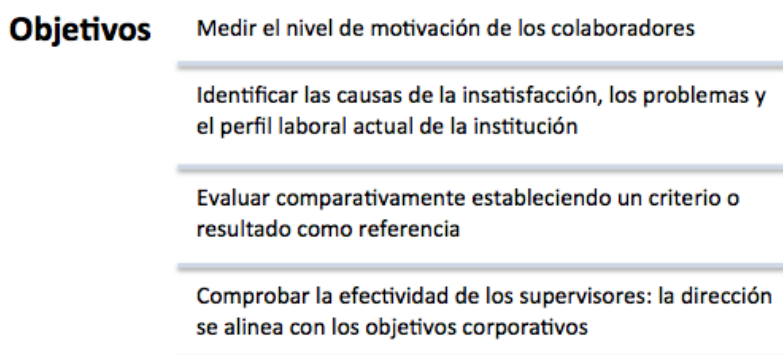 Objetivos
Medir el nivel de motivación de los colaboradores
Identificar las causas de la insatisfacción, los problemas y
el perfil laboral actual de la institución
Evaluar comparativamente estableciendo un criterio o
resultado como referencia
Comprobar la efectividad de los supervisores: la dirección
se alinea con los objetivos corporativos